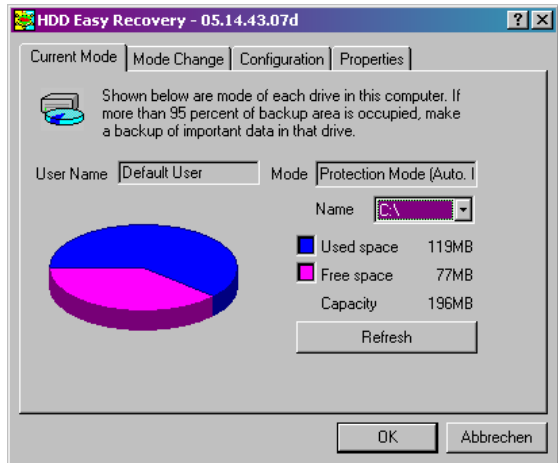 HDD Easy Recovery - 05.14.43.07d
Current Mode Mode Change Configuration Properties
Shown below are mode of each drive in this computer. If
more than 95 percent of backup area is occupied, make
a backup of important data in that drive.
User Name Default User Mode Protection Mode (Auto.
Name C:\
Used space 119MB
Free space 77MB
Capacity 196MB
Refresh
OK Abbrechen